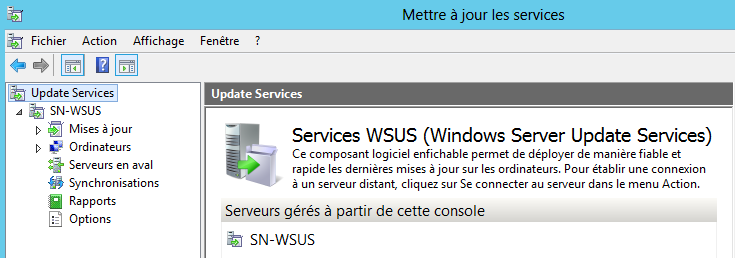 Mettre à jour les services
Fichier Action Affichage Fenêtre ?
Update Services
SN-WSUS
Mises à jour
Ordinateurs
Serveurs en aval
Synchronisations
Rapports
Options
Update Services
Services WSUS (Windows Server Update Services)
Ce composant logiciel enfichable permet de déployer de manière fiable et
rapide les dernières mises à jour sur les ordinateurs. Pour établir une connexion
à un serveur distant, cliquez sur Se connecter au serveur dans le menu Action.
Serveurs gérés à partir de cette console
SN-WSUS